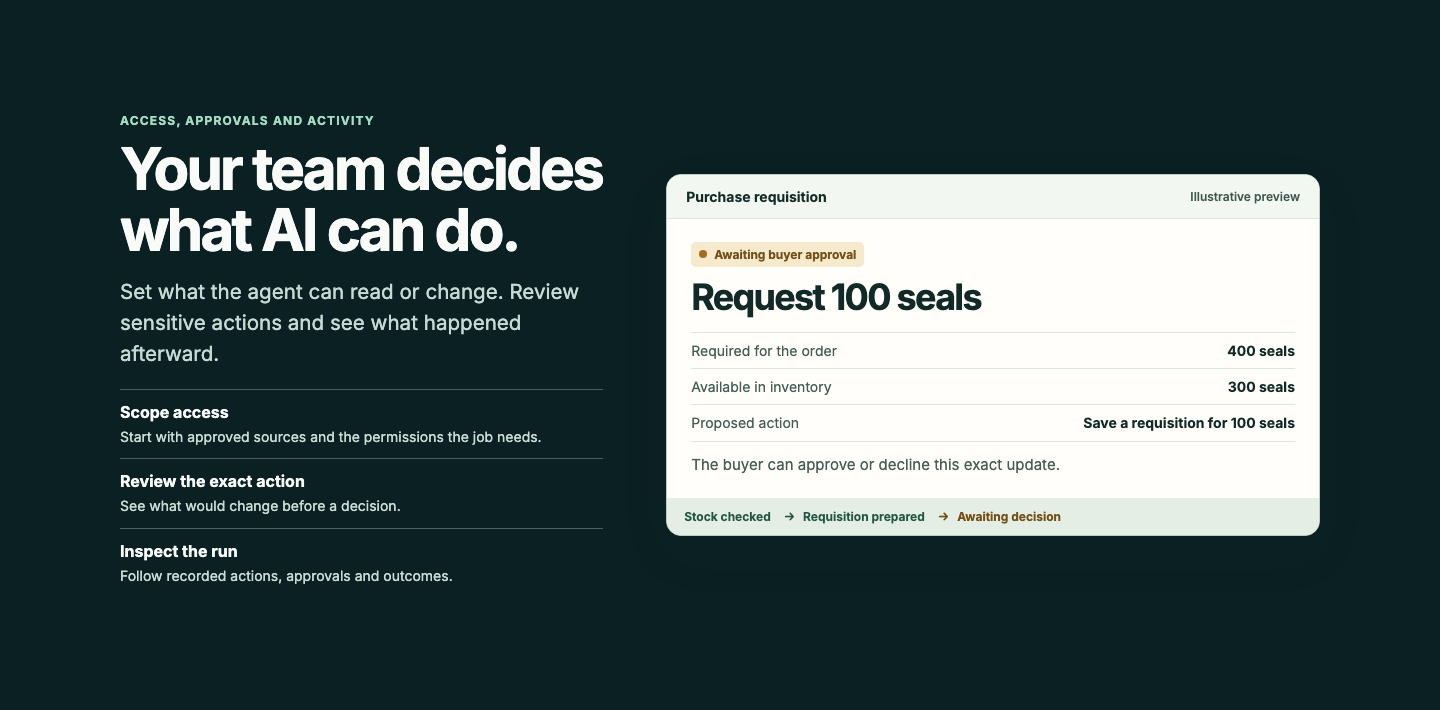 ACCESS, APPROVALS AND ACTIVITY
Your team decides
what AI can do.
Set what the agent can read or change. Review
sensitive actions and see what happened
afterward.
Scope access
Start with approved sources and the permissions the job needs.
Review the exact action
See what would change before a decision.
Inspect the run
Follow recorded actions, approvals and outcomes.
Purchase requisition Illustrative preview
Awaiting buyer approval
Request 100 seals
Required for the order 400 seals
Available in inventory 300 seals
Proposed action Save a requisition for 100 seals
The buyer can approve or decline this exact update.
Stock checked → Requisition prepared → Awaiting decision